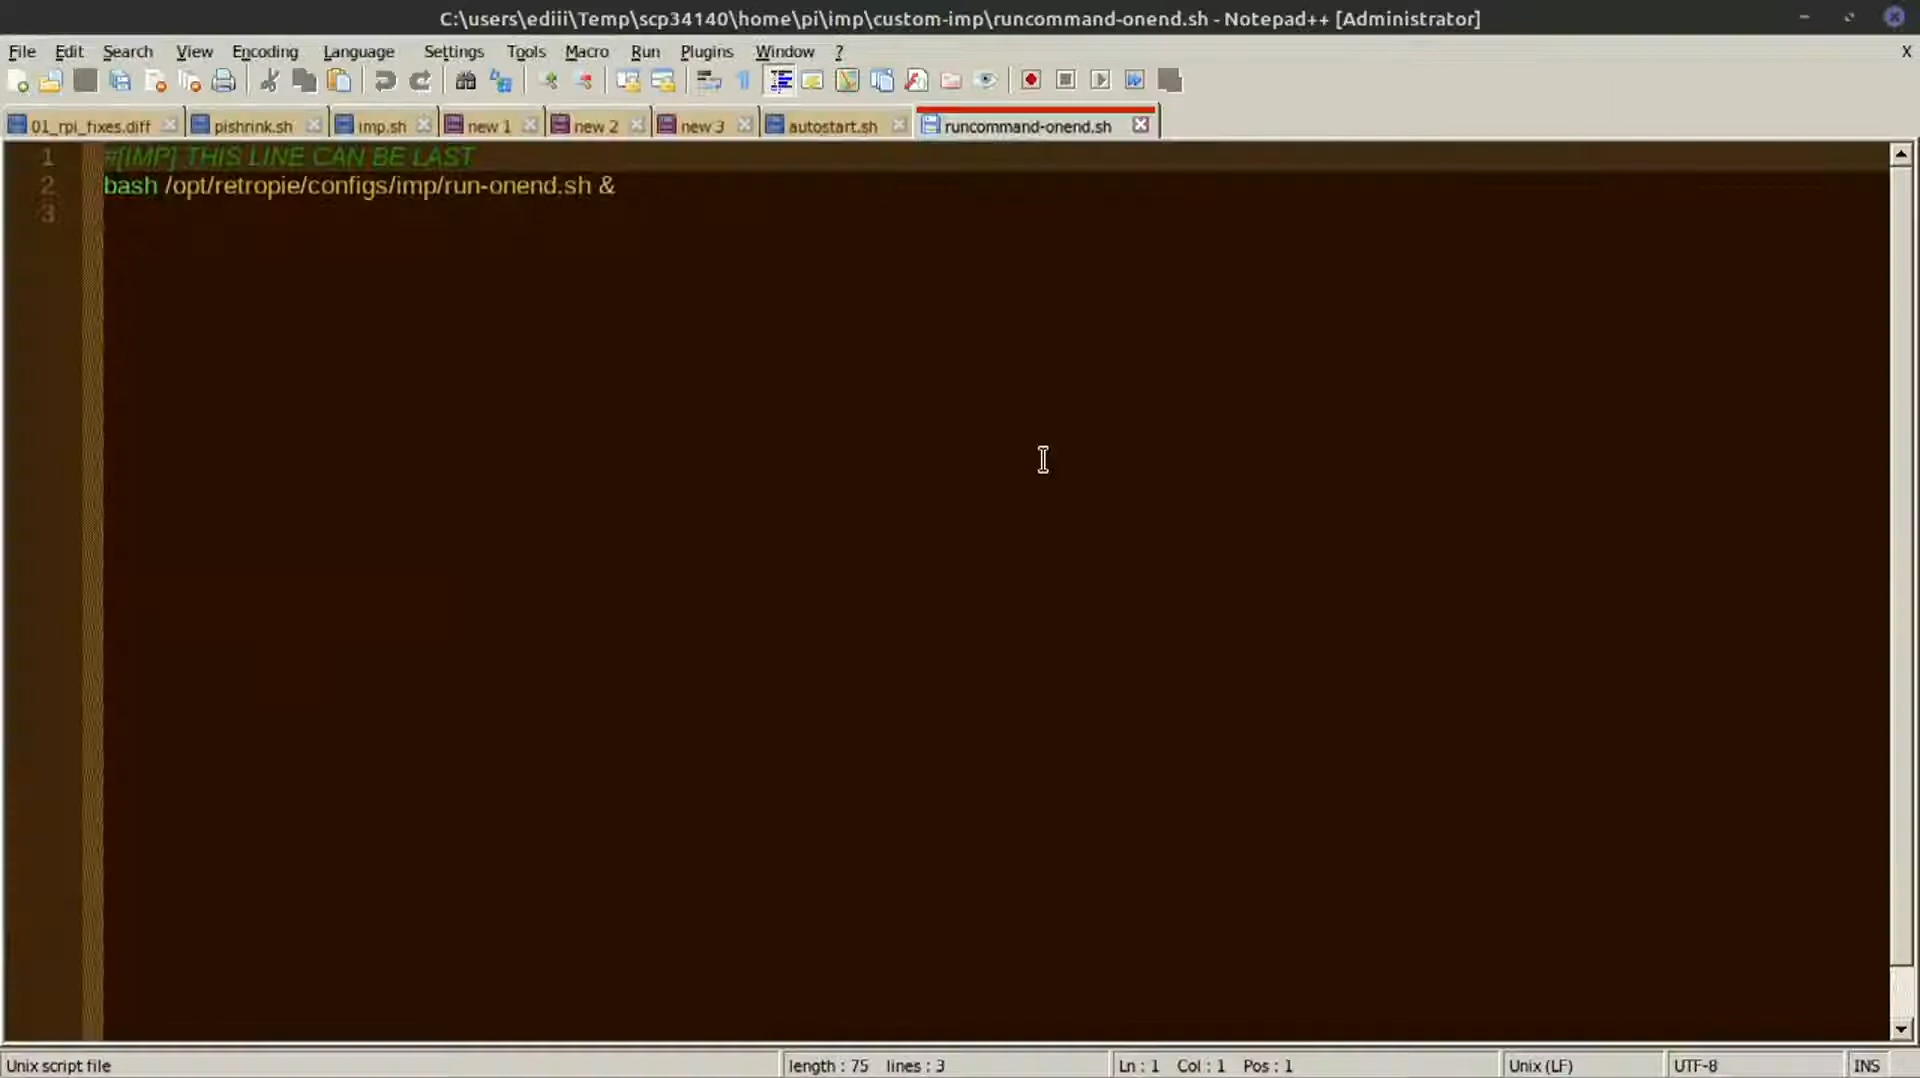 C:\users\ediii\Temp\scp34140\home\pi\imp\custom-imp\runcommand-onend.sh - Notepad++ [Administrator]
File Edit Search View Encoding Language Settings Tools Macro Run Plugins Window ? X
01_rpi_fixes.diff pishrink.sh imp.sh new 1 new 2 new 3 autostart.sh runcommand-onend.sh
1 #[IMP] THIS LINE CAN BE LAST
2 bash /opt/retropie/configs/imp/run-onend.sh &
3
Unix script file length : 75 lines : 3 Ln : 1 Col : 1 Pos : 1 Unix (LF) UTF-8 INS